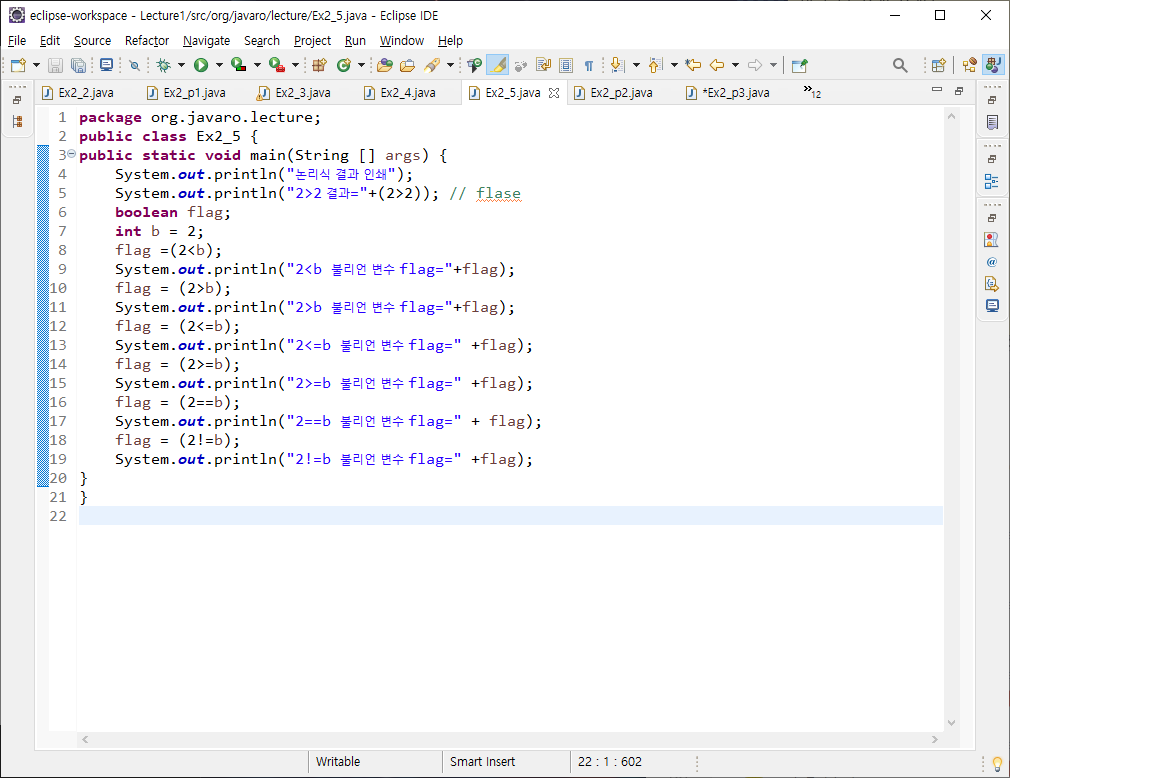 eclipse-workspace - Lecture1/src/org/javaro/lecture/Ex2_5.java - Eclipse IDE
File Edit Source Refactor Navigate Search Project Run Window Help
Ex2_2.java Ex2_p1.java Ex2_3.java Ex2_4.java Ex2_5.java Ex2_p2.java *Ex2_p3.java »12
1 package org.javaro.lecture;
2 public class Ex2_5 {
3 public static void main(String [] args) {
4 System.out.println("논리식 결과 인쇄");
5 System.out.println("2>2 결과="+(2>2)); // flase
6 boolean flag;
7 int b = 2;
8 flag =(2<b);
9 System.out.println("2<b 불리언 변수 flag="+flag);
10 flag = (2>b);
11 System.out.println("2>b 불리언 변수 flag="+flag);
12 flag = (2<=b);
13 System.out.println("2<=b 불리언 변수 flag=" +flag);
14 flag = (2>=b);
15 System.out.println("2>=b 불리언 변수 flag=" +flag);
16 flag = (2==b);
17 System.out.println("2==b 불리언 변수 flag=" + flag);
18 flag = (2!=b);
19 System.out.println("2!=b 불리언 변수 flag=" +flag);
20 }
21 }
22
Writable Smart Insert 22 : 1 : 602